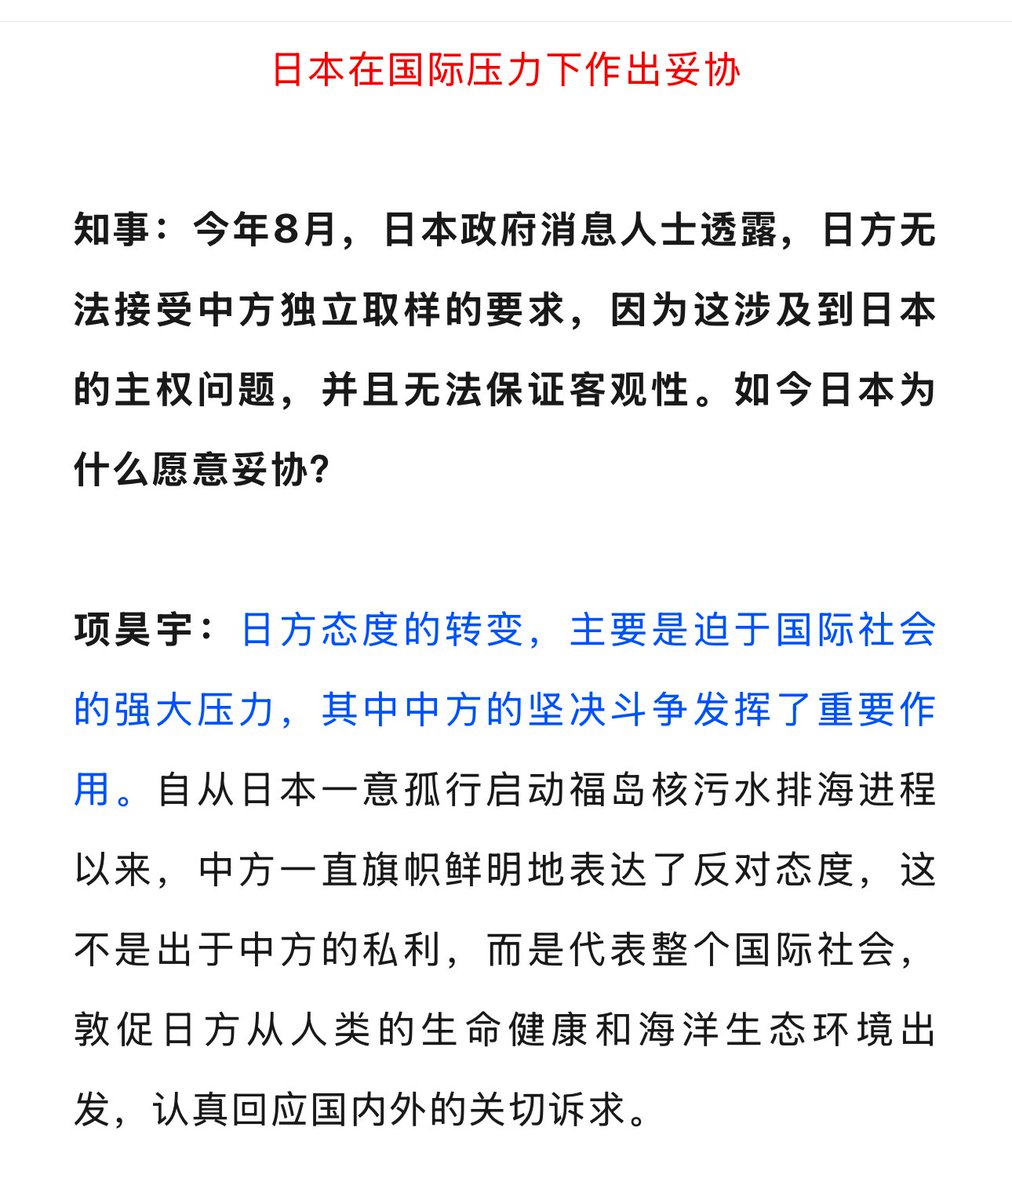 日本在国际压力下作出妥协
知事：今年8月，日本政府消息人士透露，日方无
法接受中方独立取样的要求，因为这涉及到日本
的主权问题，并且无法保证客观性。如今日本为
什么愿意妥协?
项昊宇：日方态度的转变，主要是迫于国际社会
的强大压力，其中中方的坚决斗争发挥了重要作
用。自从日本一意孤行启动福岛核污水排海进程
以来，中方一直旗帜鲜明地表达了反对态度，这
不是出于中方的私利，而是代表整个国际社会，
敦促日方从人类的生命健康和海洋生态环境出
发，认真回应国内外的关切诉求。